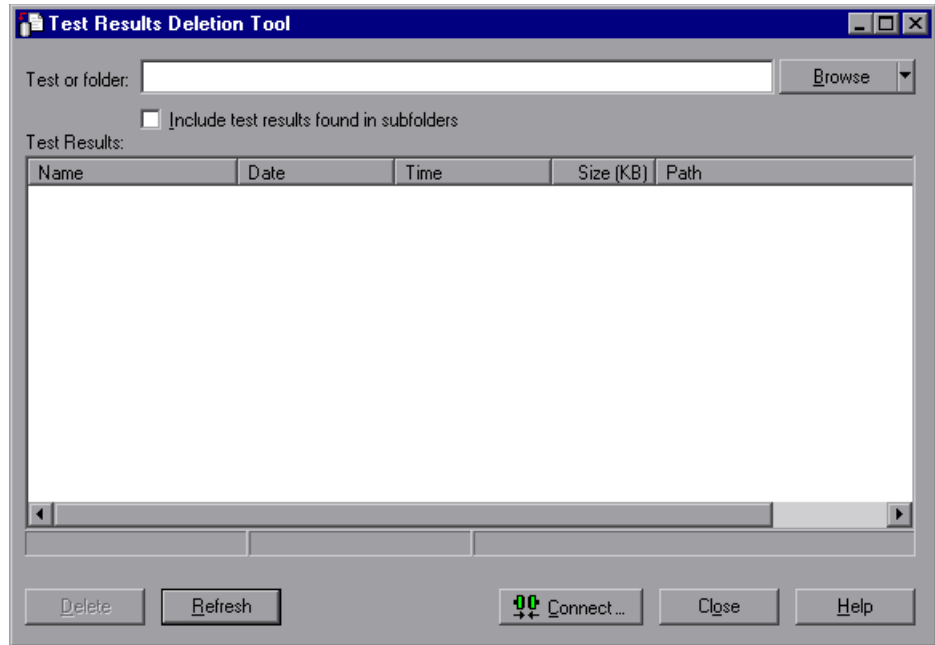 Test Results Deletion Tool
Test or folder: Browse
Include test results found in subfolders
Test Results:
Name Date Time Size (KB) Path
Delete Refresh Connect... Close Help